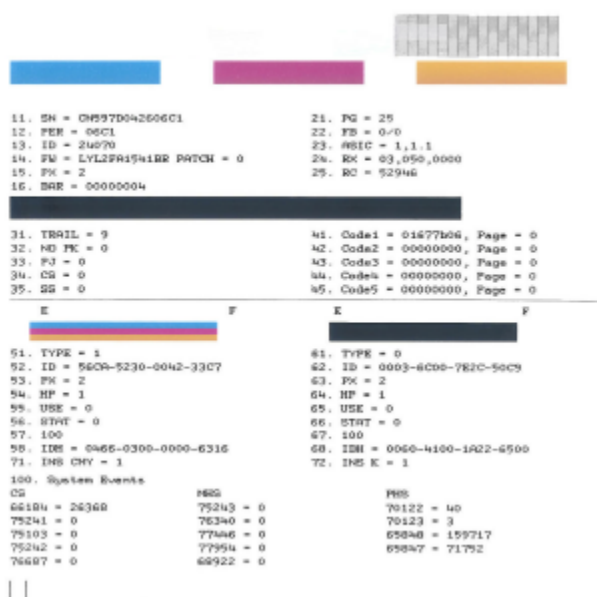 11. SN = CN597D042606C1
12. PER = 06C1
13. ID = 24070
14. FW = LYL2FA1541BR PATCH = 0
15. PX = 2
16. BAR = 00000004
21. PG = 25
22. FB = 0/0
23. ASIC = 1,1.1
24. RX = 03,050,0000
25. RC = 52946
31. TRAIL = 9
32. NO PK = 0
33. PJ = 0
34. CS = 0
35. SS = 0
41. Code1 = 01677b06, Page = 0
42. Code2 = 00000000, Page = 0
43. Code3 = 00000000, Page = 0
44. Code4 = 00000000, Page = 0
45. Code5 = 00000000, Page = 0
E F
51. TYPE = 1
52. ID = 56CA-5230-0042-33C7
53. PX = 2
54. HP = 1
55. USE = 0
56. STAT = 0
57. 100
58. IDH = 0466-0300-0000-6316
71. INS CMY = 1
E F
61. TYPE = 0
62. ID = 0003-6C00-7E2C-50C9
63. PX = 2
64. HP = 1
65. USE = 0
66. STAT = 0
67. 100
68. IDH = 0060-4100-1A22-6500
72. INS K = 1
100. System Events
CS
66184 = 26368
75241 = 0
75103 = 0
75242 = 0
76687 = 0
MHS
75243 = 0
76340 = 0
77446 = 0
77954 = 0
68922 = 0
PHS
70122 = 40
70123 = 3
65848 = 159717
65847 = 71752